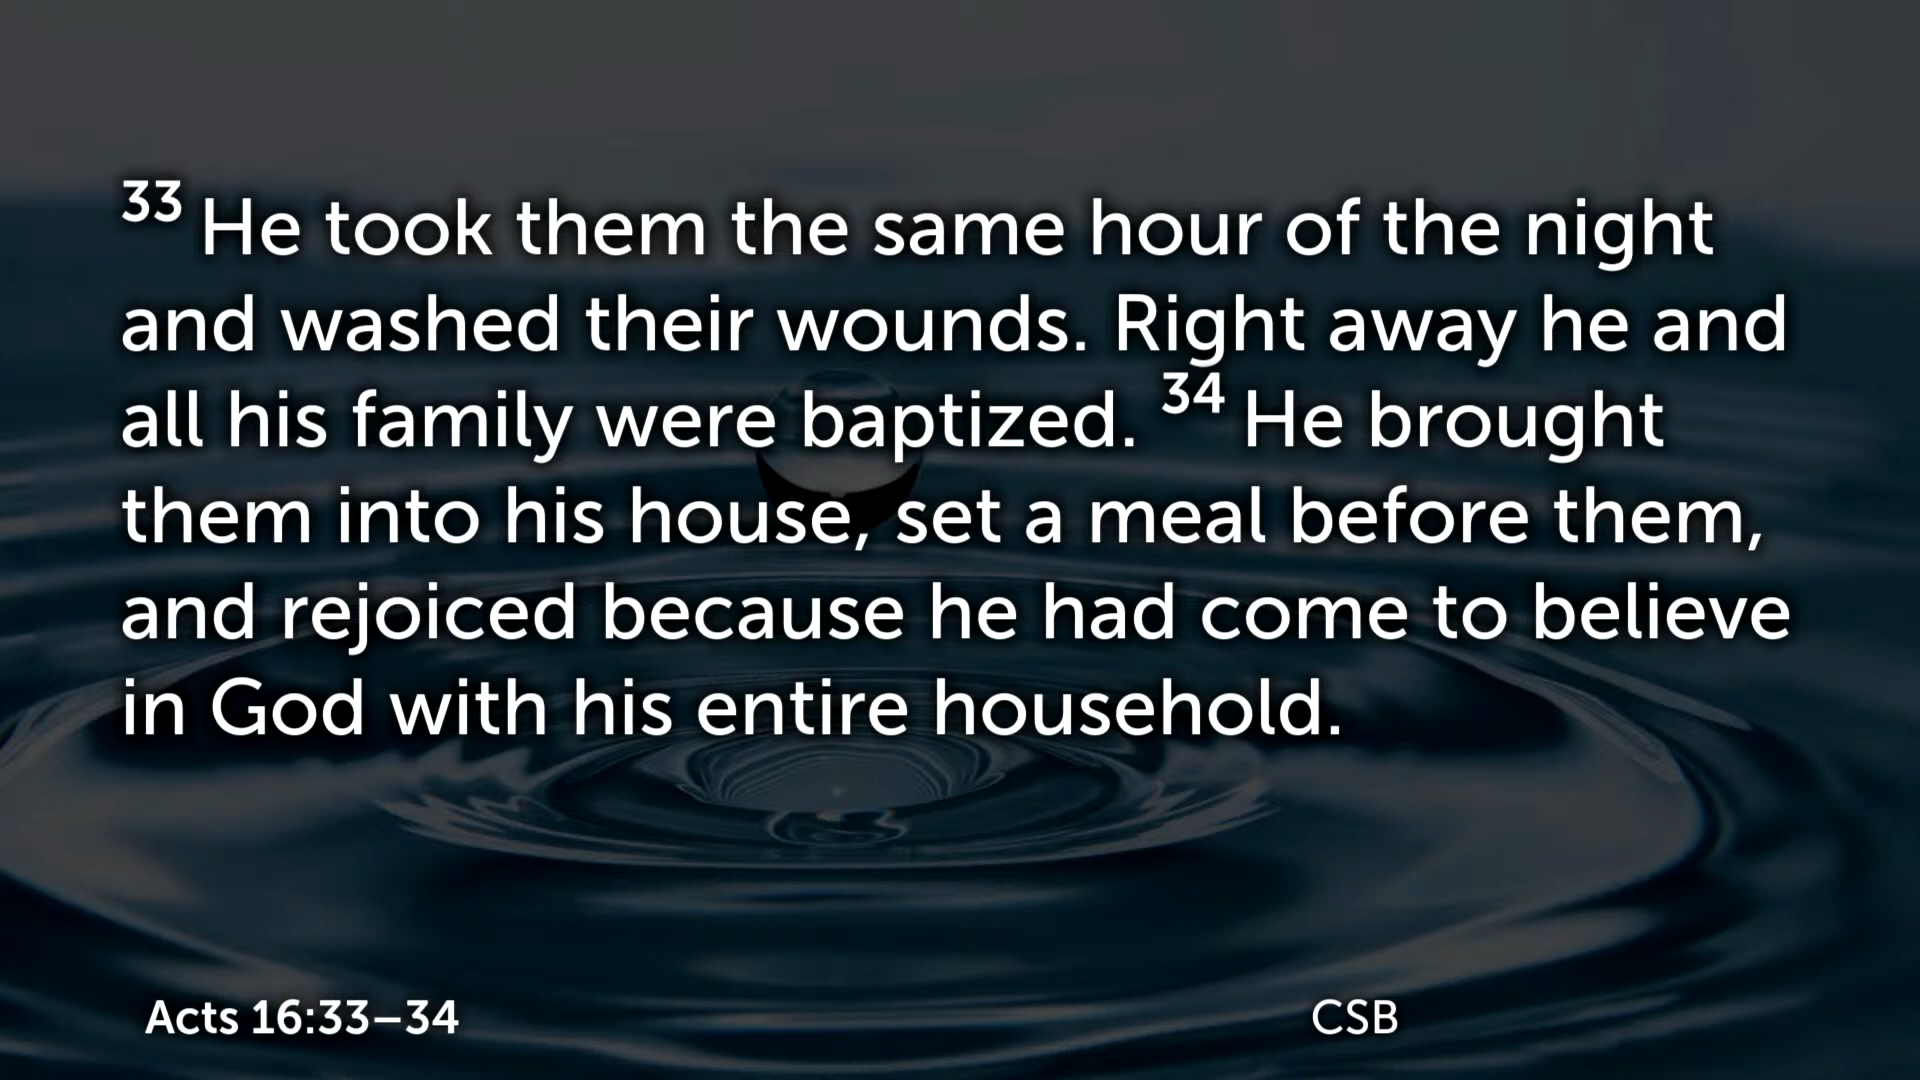 33 He took them the same hour of the night
and washed their wounds. Right away he and
all his family were baptized. 34 He brought
them into his house, set a meal before them,
and rejoiced because he had come to believe
in God with his entire household.
Acts 16:33–34
CSB